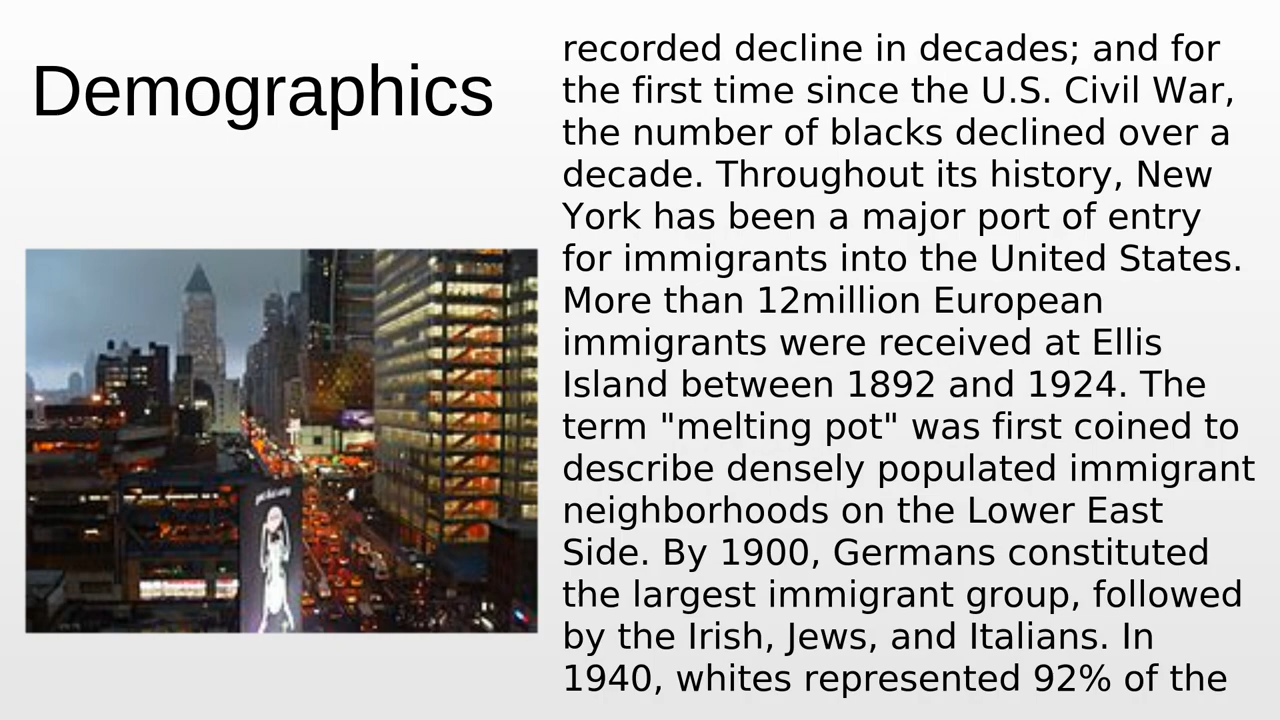 Demographics
recorded decline in decades; and for
the first time since the U.S. Civil War,
the number of blacks declined over a
decade. Throughout its history, New
York has been a major port of entry
for immigrants into the United States.
More than 12million European
immigrants were received at Ellis
Island between 1892 and 1924. The
term "melting pot" was first coined to
describe densely populated immigrant
neighborhoods on the Lower East
Side. By 1900, Germans constituted
the largest immigrant group, followed
by the Irish, Jews, and Italians. In
1940, whites represented 92% of the